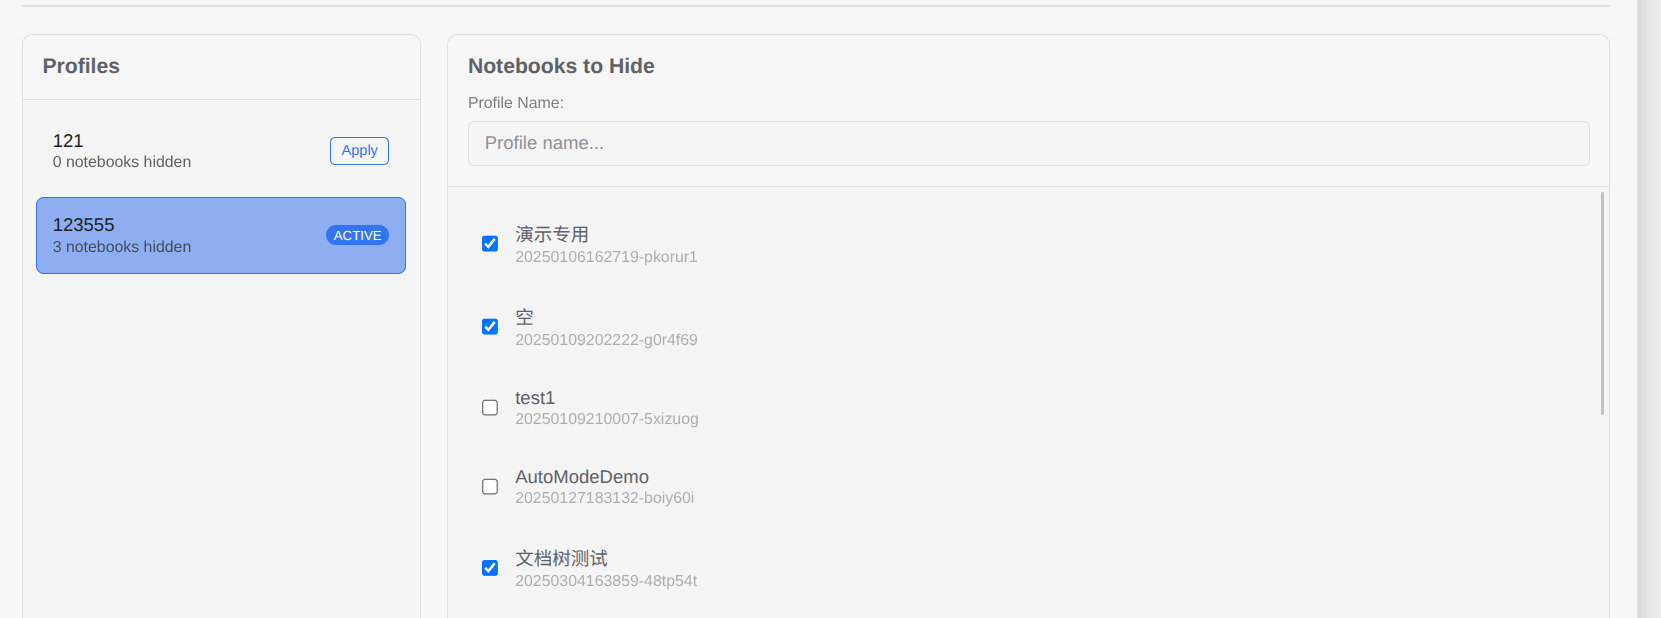 Profiles
121
0 notebooks hidden
Apply
123555
3 notebooks hidden
ACTIVE
Notebooks to Hide
Profile Name:
Profile name...
演示专用
20250106162719-pkorur1
空
20250109202222-g0r4f69
test1
20250109210007-5xizuog
AutoModeDemo
20250127183132-boiy60i
文档树测试
20250304163859-48tp54t